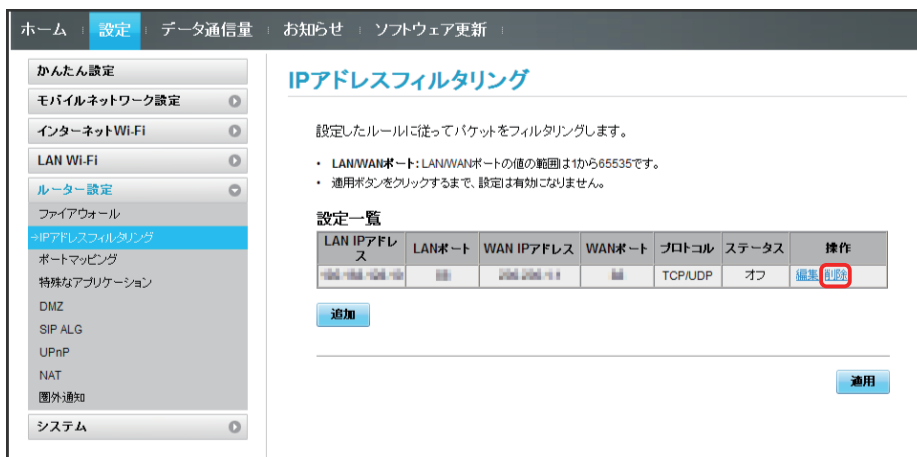 ホーム 設定 データ通信量 お知らせ ソフトウェア更新
かんたん設定
モバイルネットワーク設定
インターネットWi-Fi
LAN Wi-Fi
ルーター設定
ファイアウォール
→IPアドレスフィルタリング
ポートマッピング
特殊なアプリケーション
DMZ
SIP ALG
UPnP
NAT
圏外通知
システム
IPアドレスフィルタリング
設定したルールに従ってパケットをフィルタリングします。
・ LAN/WANポート: LAN/WANポートの値の範囲は1から65535です。
・ 適用ボタンをクリックするまで、設定は有効になりません。
設定一覧
LAN IPアドレス LANポート WAN IPアドレス WANポート プロトコル ステータス 操作
TCP/UDP オフ 編集 削除
追加
適用